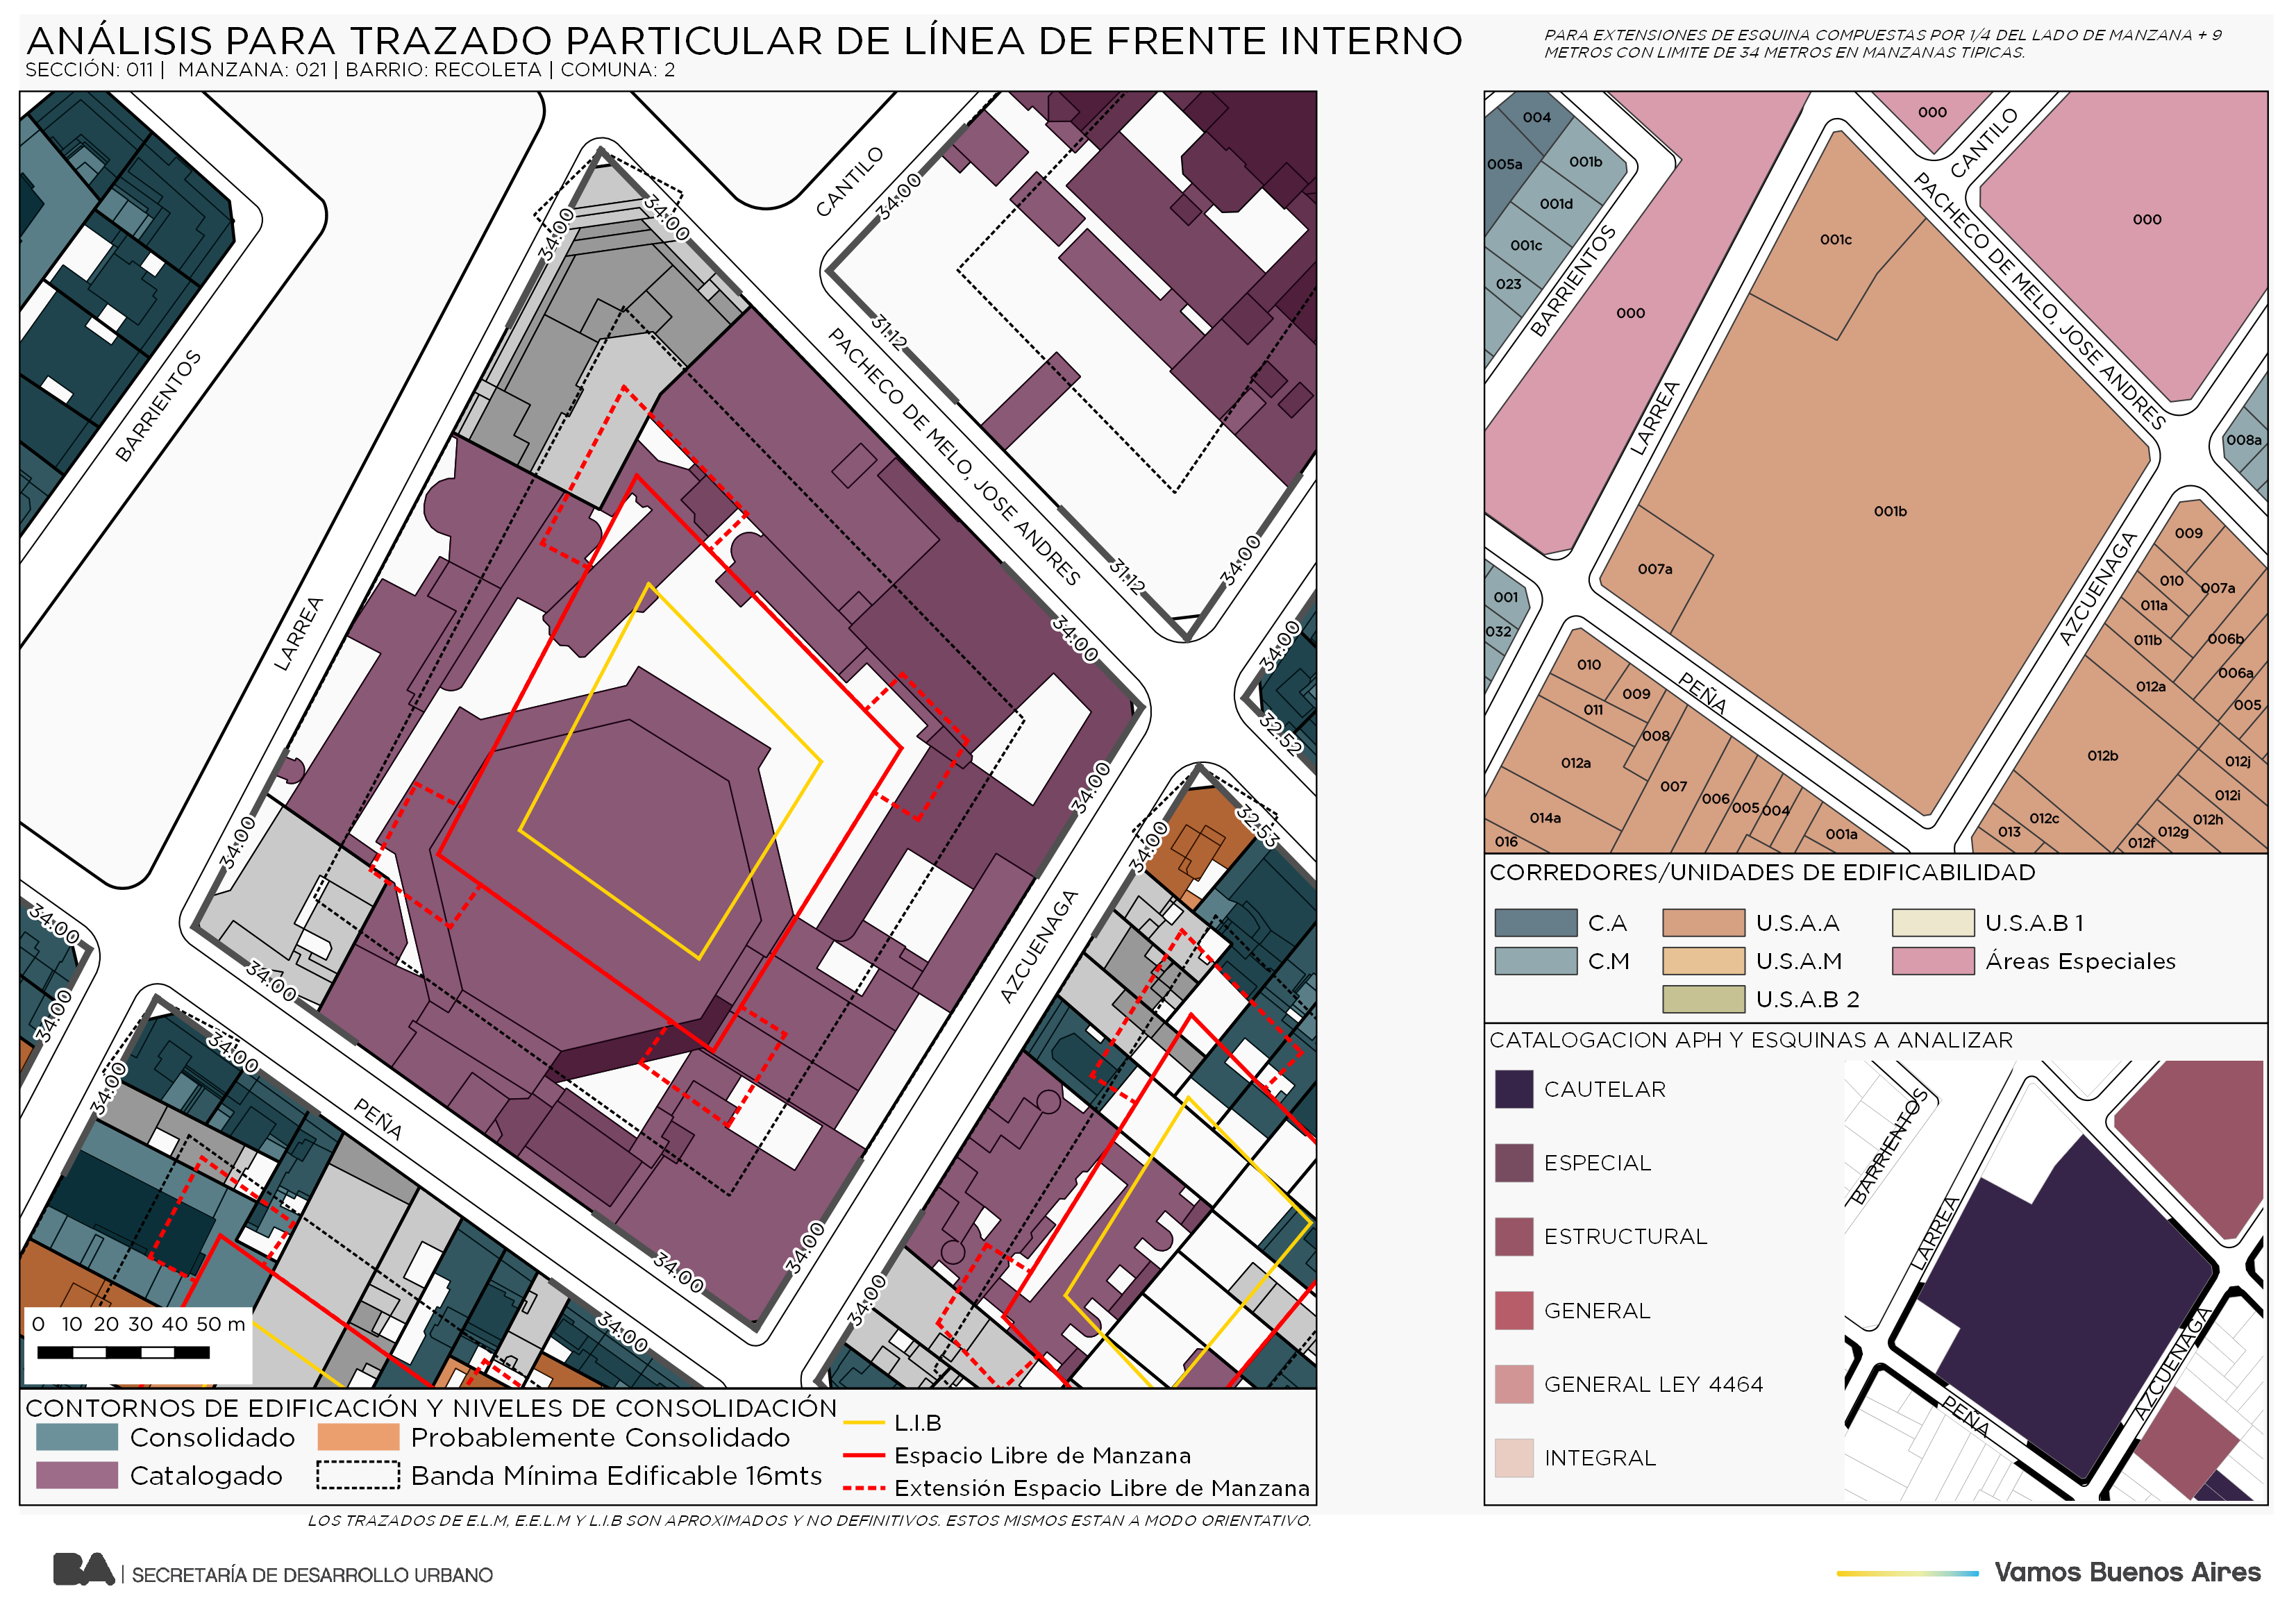 ANÁLISIS PARA TRAZADO PARTICULAR DE LÍNEA DE FRENTE INTERNO
SECCIÓN: 011 | MANZANA: 021 | BARRIO: RECOLETA | COMUNA: 2
PARA EXTENSIONES DE ESQUINA COMPUESTAS POR 1/4 DEL LADO DE MANZANA + 9
METROS CON LIMITE DE 34 METROS EN MANZANAS TIPICAS.
CANTILO
34.00
34.00
34.00
31.12
BARRIENTOS
PACHECO DE MELO, JOSE ANDRES
31.12
34.00
LARREA
34.00
34.00
32.52
34.00
34.00
34.00
32.53
AZCUENAGA
34.00
34.00
34.00
34.00
34.00
PEÑA
34.00
34.00
34.00
34.00
0 10 20 30 40 50 m
CONTORNOS DE EDIFICACIÓN Y NIVELES DE CONSOLIDACIÓN
Consolidado
Probablemente Consolidado
Catalogado
Banda Mínima Edificable 16mts
L.I.B
Espacio Libre de Manzana
Extensión Espacio Libre de Manzana
LOS TRAZADOS DE E.L.M, E.E.L.M Y L.I.B SON APROXIMADOS Y NO DEFINITIVOS. ESTOS MISMOS ESTAN A MODO ORIENTATIVO.
004
000
CANTILO
005a
001b
001d
001c
023
BARRIENTOS
000
001c
PACHECO DE MELO, JOSE ANDRES
000
LARREA
008a
001b
007a
AZCUENAGA
009
010
007a
011a
011b
006b
006a
012a
005
012b
012j
012i
012h
012g
012f
012c
013
001
032
010
PEÑA
009
011
008
012a
007
006
005
004
014a
001a
016
CORREDORES/UNIDADES DE EDIFICABILIDAD
C.A
U.S.A.A
U.S.A.B 1
C.M
U.S.A.M
Áreas Especiales
U.S.A.B 2
CATALOGACION APH Y ESQUINAS A ANALIZAR
CAUTELAR
ESPECIAL
ESTRUCTURAL
GENERAL
GENERAL LEY 4464
INTEGRAL
BARRIENTOS
LARREA
AZCUENAGA
PEÑA
BA | SECRETARÍA DE DESARROLLO URBANO
Vamos Buenos Aires